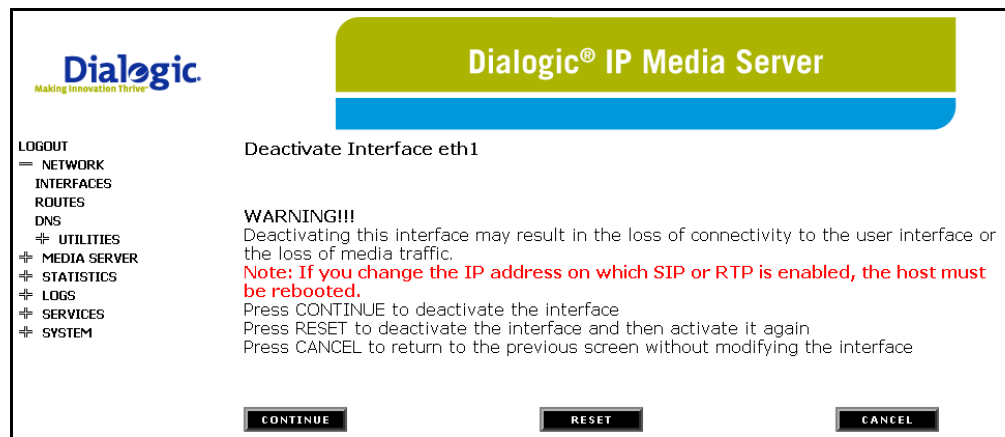 Dialogic.
Making Innovation Thrive™
Dialogic® IP Media Server
LOGOUT
NETWORK
INTERFACES
ROUTES
DNS
UTILITIES
MEDIA SERVER
STATISTICS
LOGS
SERVICES
SYSTEM
Deactivate Interface eth1
WARNING!!!
Deactivating this interface may result in the loss of connectivity to the user interface or
the loss of media traffic.
Note: If you change the IP address on which SIP or RTP is enabled, the host must
be rebooted.
Press CONTINUE to deactivate the interface
Press RESET to deactivate the interface and then activate it again
Press CANCEL to return to the previous screen without modifying the interface
CONTINUE
RESET
CANCEL